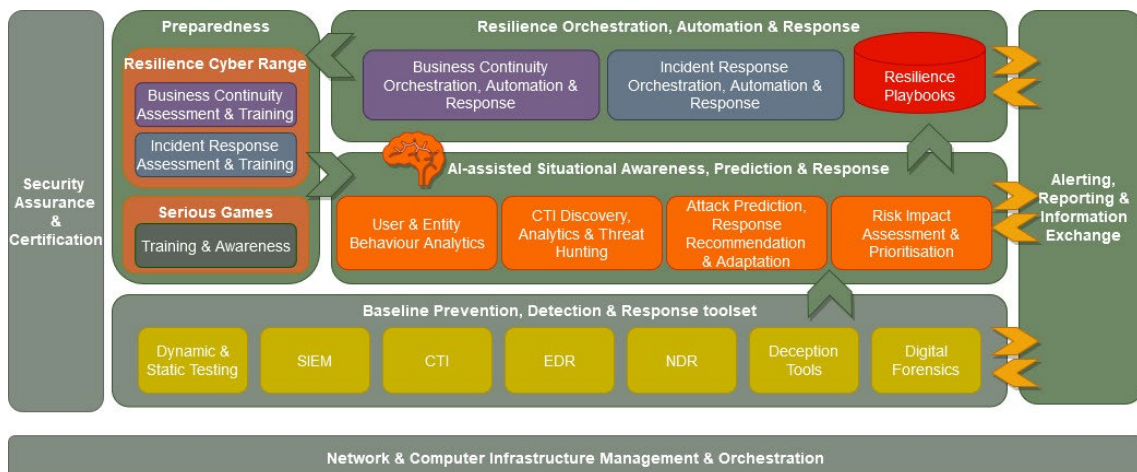 Preparedness
Resilience Cyber Range
Business Continuity
Assessment & Training
Incident Response
Assessment & Training
Serious Games
Training & Awareness
Resilience Orchestration, Automation & Response
Business Continuity
Orchestration, Automation &
Response
Incident Response
Orchestration, Automation &
Response
Resilience
Playbooks
AI-assisted Situational Awareness, Prediction & Response
User & Entity
Behaviour Analytics
CTI Discovery,
Analytics & Threat
Hunting
Attack Prediction,
Response
Recommendation
& Adaptation
Risk Impact
Assessment &
Prioritisation
Security
Assurance
&
Certification
Alerting,
Reporting &
Information
Exchange
Baseline Prevention, Detection & Response toolset
Dynamic &
Static Testing
SIEM
CTI
EDR
NDR
Deception
Tools
Digital
Forensics
Network & Computer Infrastructure Management & Orchestration